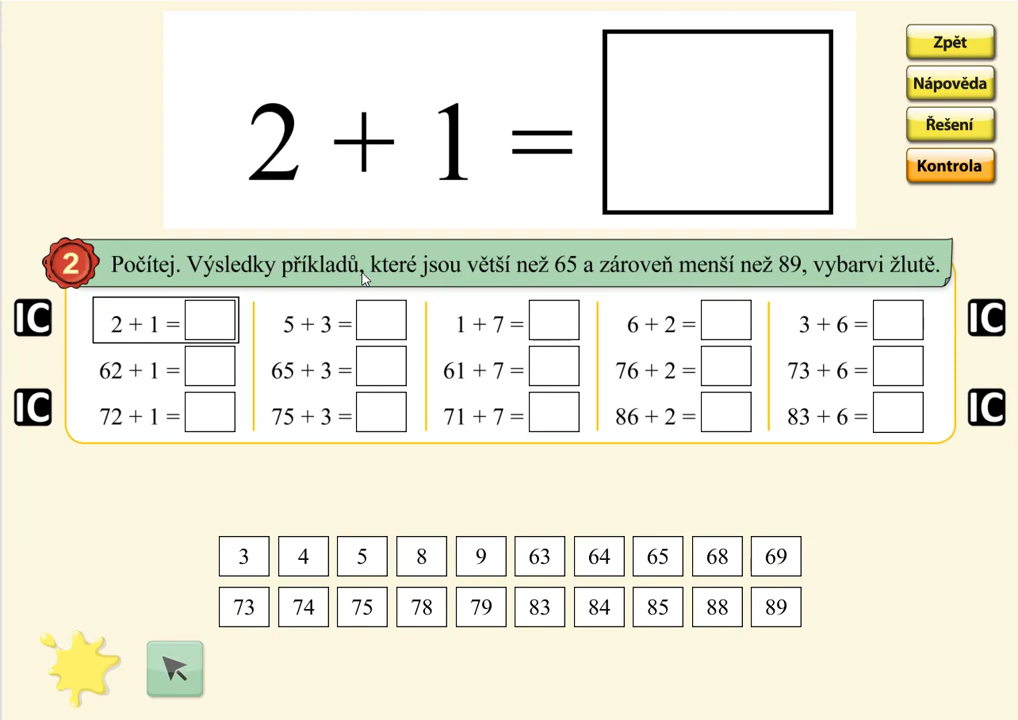 2 + 1 =
Zpět
Nápověda
Řešení
Kontrola
2 Počítej. Výsledky příkladů, které jsou větší než 65 a zároveň menší než 89, vybarvi žlutě.
IC
IC
2 + 1 = 5 + 3 = 1 + 7 = 6 + 2 = 3 + 6 =
62 + 1 = 65 + 3 = 61 + 7 = 76 + 2 = 73 + 6 =
72 + 1 = 75 + 3 = 71 + 7 = 86 + 2 = 83 + 6 =
IC
IC
3 4 5 8 9 63 64 65 68 69
73 74 75 78 79 83 84 85 88 89